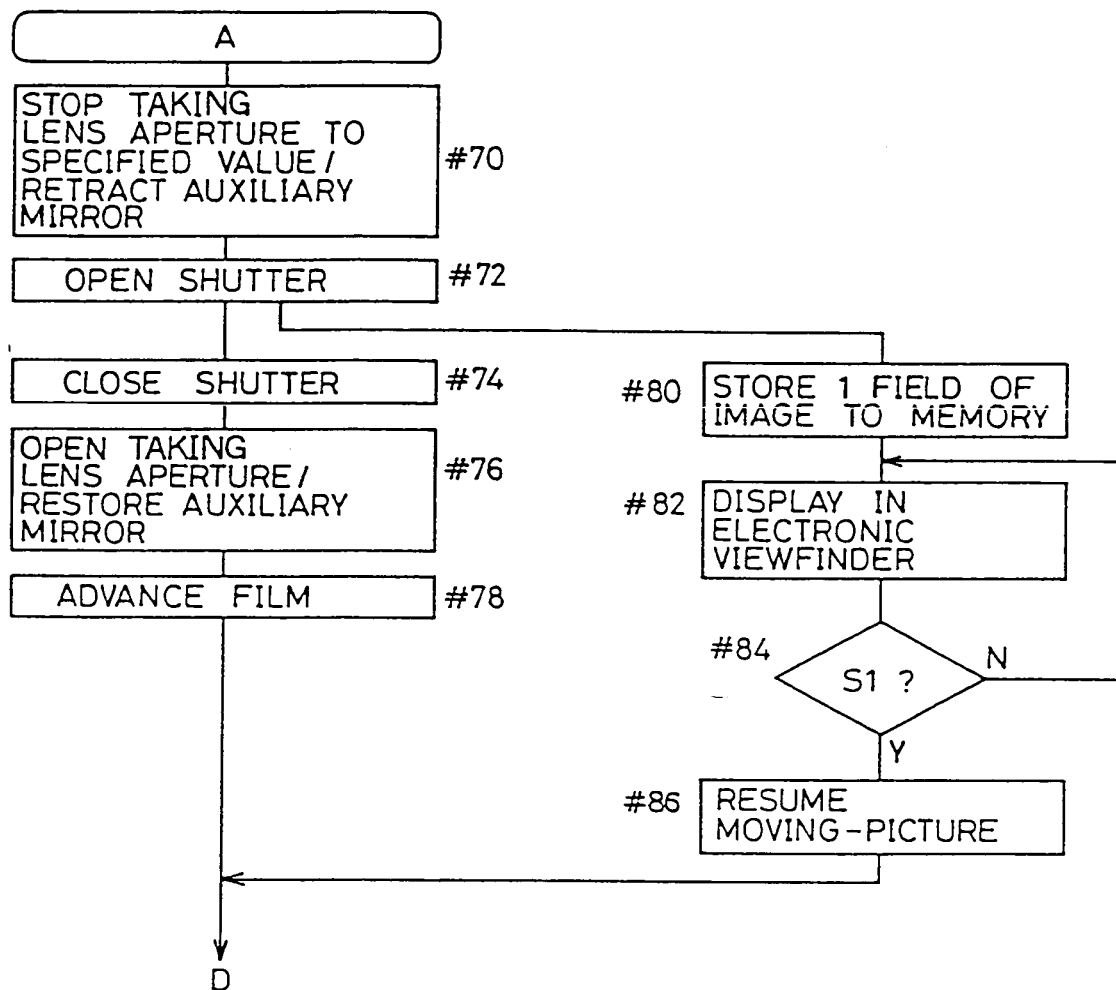 A
STOP TAKING
LENS APERTURE TO
SPECIFIED VALUE /
RETRACT AUXILIARY
MIRROR
#70
OPEN SHUTTER
#72
CLOSE SHUTTER
#74
OPEN TAKING
LENS APERTURE/
RESTORE AUXILIARY
MIRROR
#76
ADVANCE FILM
#78
#80
STORE 1 FIELD OF
IMAGE TO MEMORY
#82
DISPLAY IN
ELECTRONIC
VIEWFINDER
#84
S1 ?
N
Y
#86
RESUME
MOVING-PICTURE
D